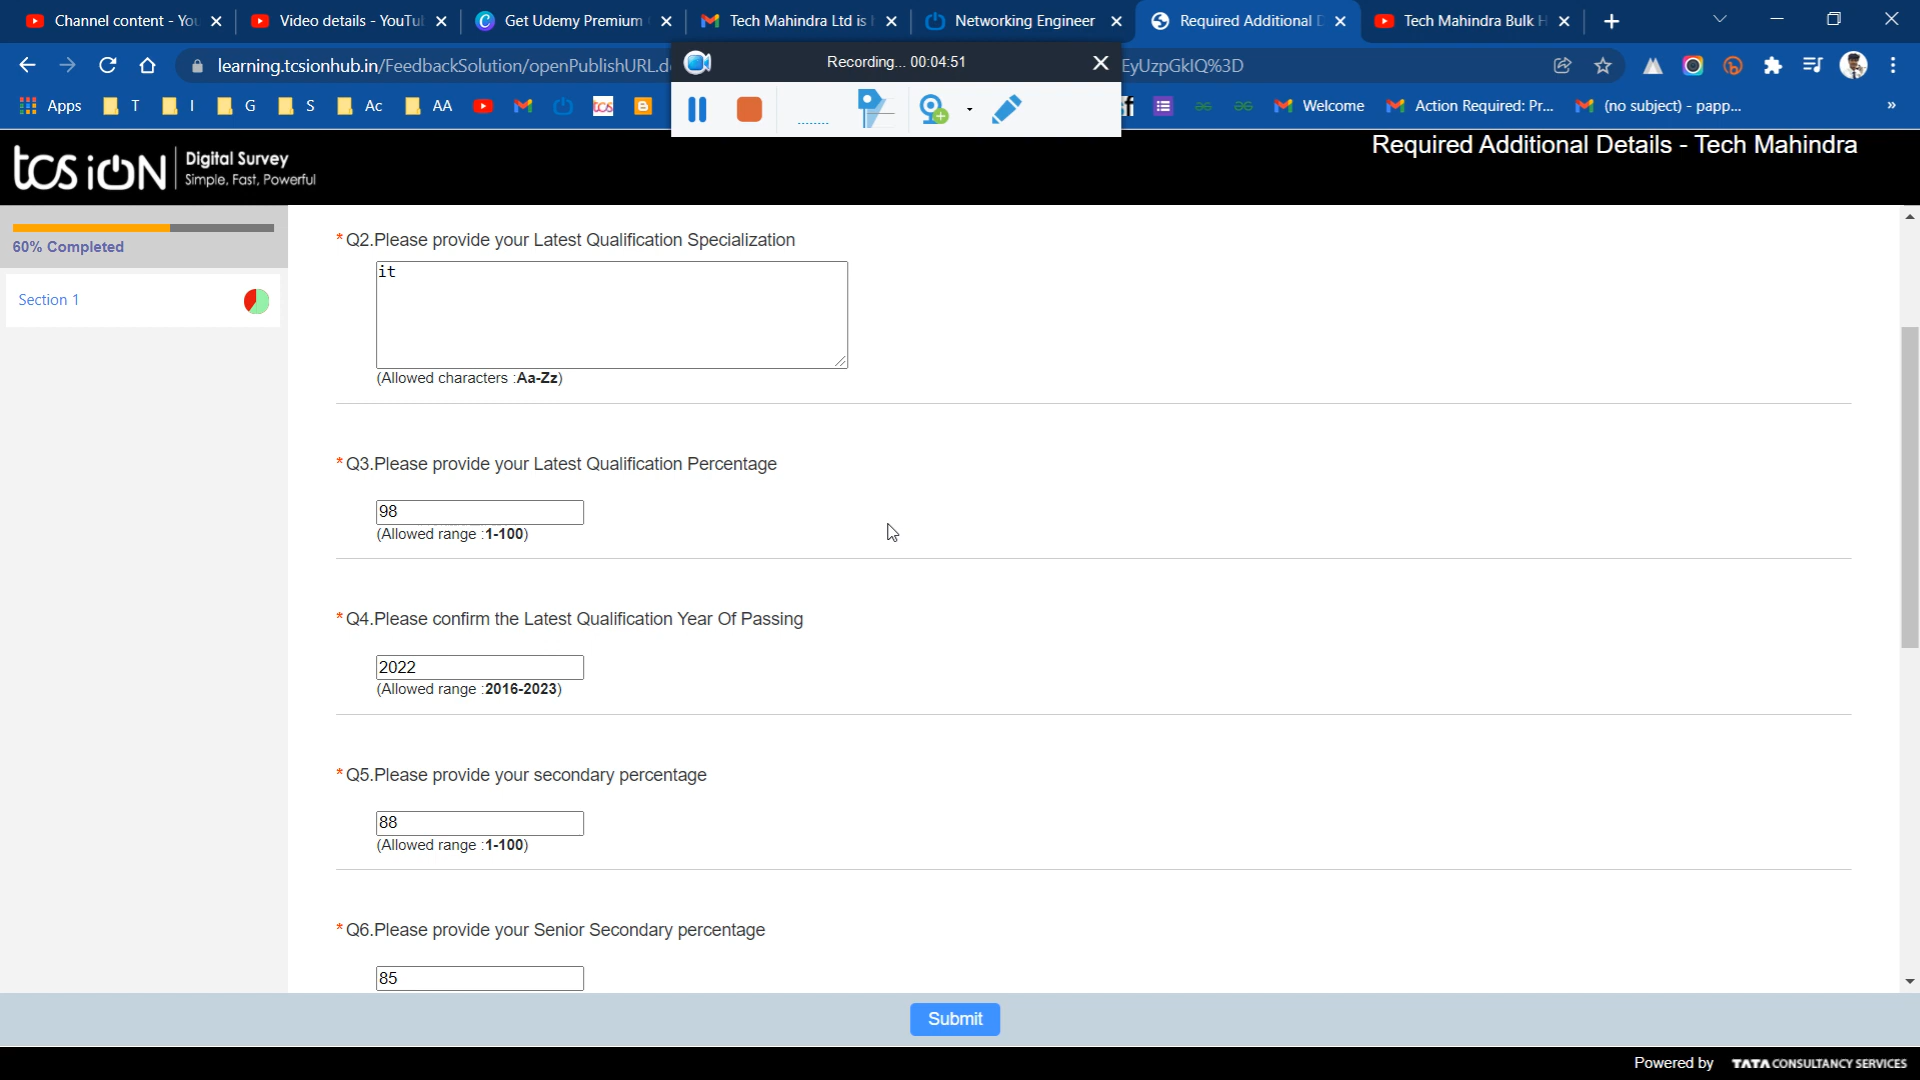 Channel content - You
Video details - YouTu
Get Udemy Premium
Tech Mahindra Ltd is
Networking Engineer
Required Additional D
Tech Mahindra Bulk H
learning.tcsionhub.in/FeedbackSolution/openPublishURL.d
EyUzpGkIQ%3D
Recording... 00:04:51
Apps
T
I
G
S
Ac
AA
Welcome
Action Required: Pr...
(no subject) - papp...
tcs iON
Digital Survey
Simple, Fast, Powerful
Required Additional Details - Tech Mahindra
60% Completed
Section 1
* Q2.Please provide your Latest Qualification Specialization
it
(Allowed characters :Aa-Zz)
* Q3.Please provide your Latest Qualification Percentage
98
(Allowed range :1-100)
* Q4.Please confirm the Latest Qualification Year Of Passing
2022
(Allowed range :2016-2023)
* Q5.Please provide your secondary percentage
88
(Allowed range :1-100)
* Q6.Please provide your Senior Secondary percentage
85
Submit
Powered by TATA CONSULTANCY SERVICES